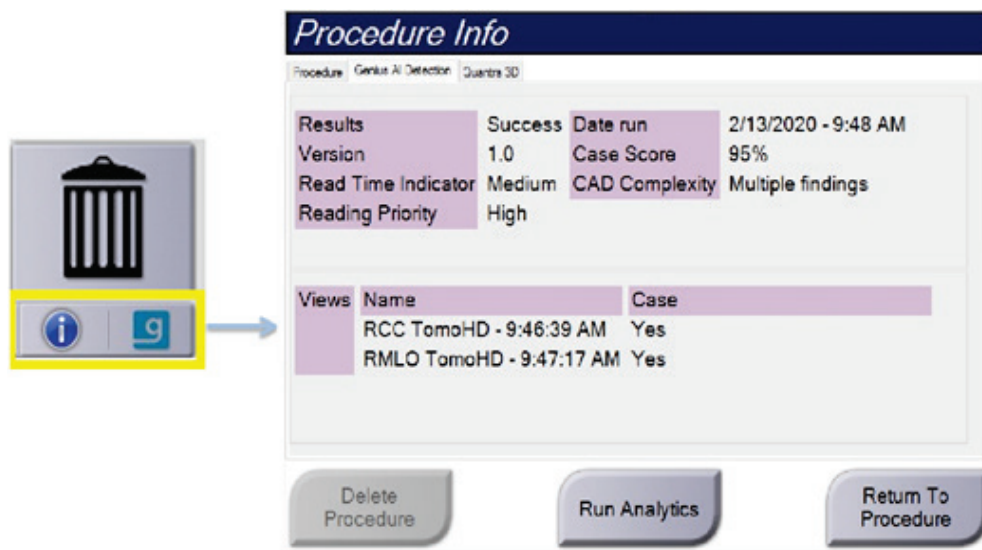 Procedure Info
Procedure Genius AI Detection Quantra 3D
Results Success Date run 2/13/2020 - 9:48 AM
Version 1.0 Case Score 95%
Read Time Indicator Medium CAD Complexity Multiple findings
Reading Priority High
Views Name Case
RCC TomoHD - 9:46:39 AM Yes
RMLO TomoHD - 9:47:17 AM Yes
i g
Delete
Procedure
Run Analytics
Return To
Procedure